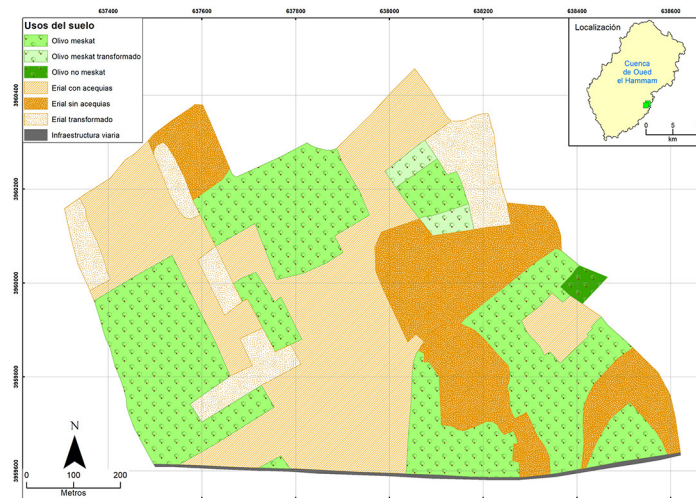 637400 637600 637800 638000 638200 638400 638600
Usos del suelo
Olivo meskat
Olivo meskat transformado
Olivo no meskat
Erial con acequias
Erial sin acequias
Erial transformado
Infraestructura viaria
Localización
Cuenca
de Oued
el Hammam
0 5
km
3960400
3960200
3960000
3959800
3959600
N
0 100 200
Metros